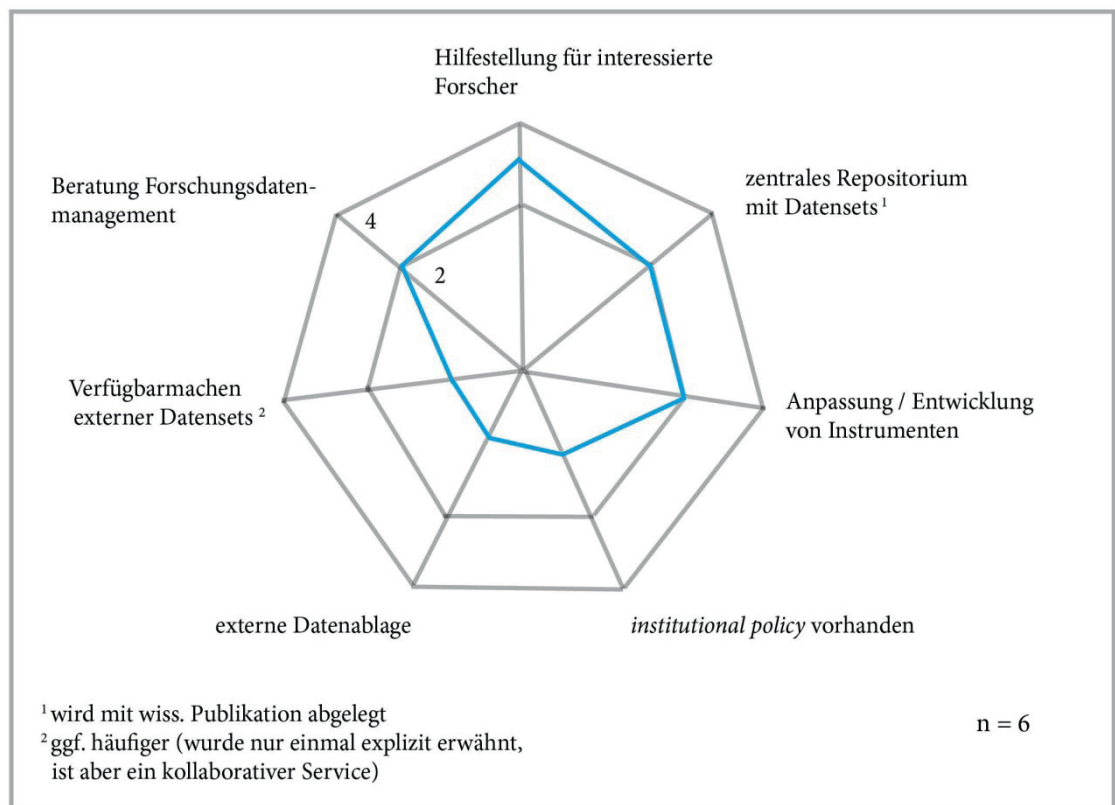 Hilfestellung für interessierte
Forscher
Beratung Forschungsdaten-
management
zentrales Repositorium
mit Datensets ¹
4
2
Verfügbarmachen
externer Datensets ²
Anpassung / Entwicklung
von Instrumenten
externe Datenablage
institutional policy vorhanden
¹ wird mit wiss. Publikation abgelegt
² ggf. häufiger (wurde nur einmal explizit erwähnt,
ist aber ein kollaborativer Service)
n = 6